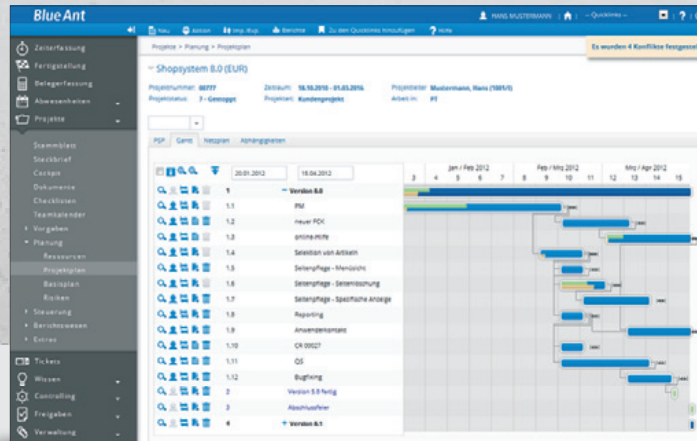 Blue Ant
HANS MUSTERMANN
- Quicklinks -
?
Neu
Aktion
Imp./Exp.
Berichte
Zu den Quicklinks hinzufügen
Hilfe
Zeiterfassung
Fertigstellung
Belegerfassung
Abwesenheiten
Projekte
Stammblatt
Steckbrief
Cockpit
Dokumente
Checklisten
Teamkalender
Vorgaben
Planung
Ressourcen
Projektplan
Basisplan
Risiken
Steuerung
Berichtswesen
Extras
Tickets
Wissen
Controlling
Freigaben
Verwaltung
Projekte > Planung > Projektplan
Es wurden 4 Konflikte festgestell
Shopsystem 8.0 (EUR)
Projektnummer: 00777
Zeitraum: 18.10.2010 - 01.03.2016
Projektleiter: Mustermann, Hans (1001/5)
Projektstatus: 7 - Gestoppt
Projektart: Kundenprojekt
Arbeit in: PT
PSP Gantt Netzplan Abhängigkeiten
20.01.2012 15.04.2012
Jan / Feb 2012 Feb / Mrz 2012 Mrz / Apr 2012
3 4 5 6 7 8 9 10 11 12 13 14 15
1 Version 8.0
1.1 PM
1.2 neuer PDK
1.3 online-Hilfe
1.4 Selektion von Artikeln
1.5 Seitenpflege - Menüsicht
1.6 Seitenpflege - Seitenlöschung
1.7 Seitenpflege - Spezifische Anzeige
1.8 Reporting
1.9 Anwenderkontakt
1.10 CR 00027
1.11 QS
1.12 Bugfixing
2 Version 8.0 fertig
3 Abschlussfeier
4 Version 8.1